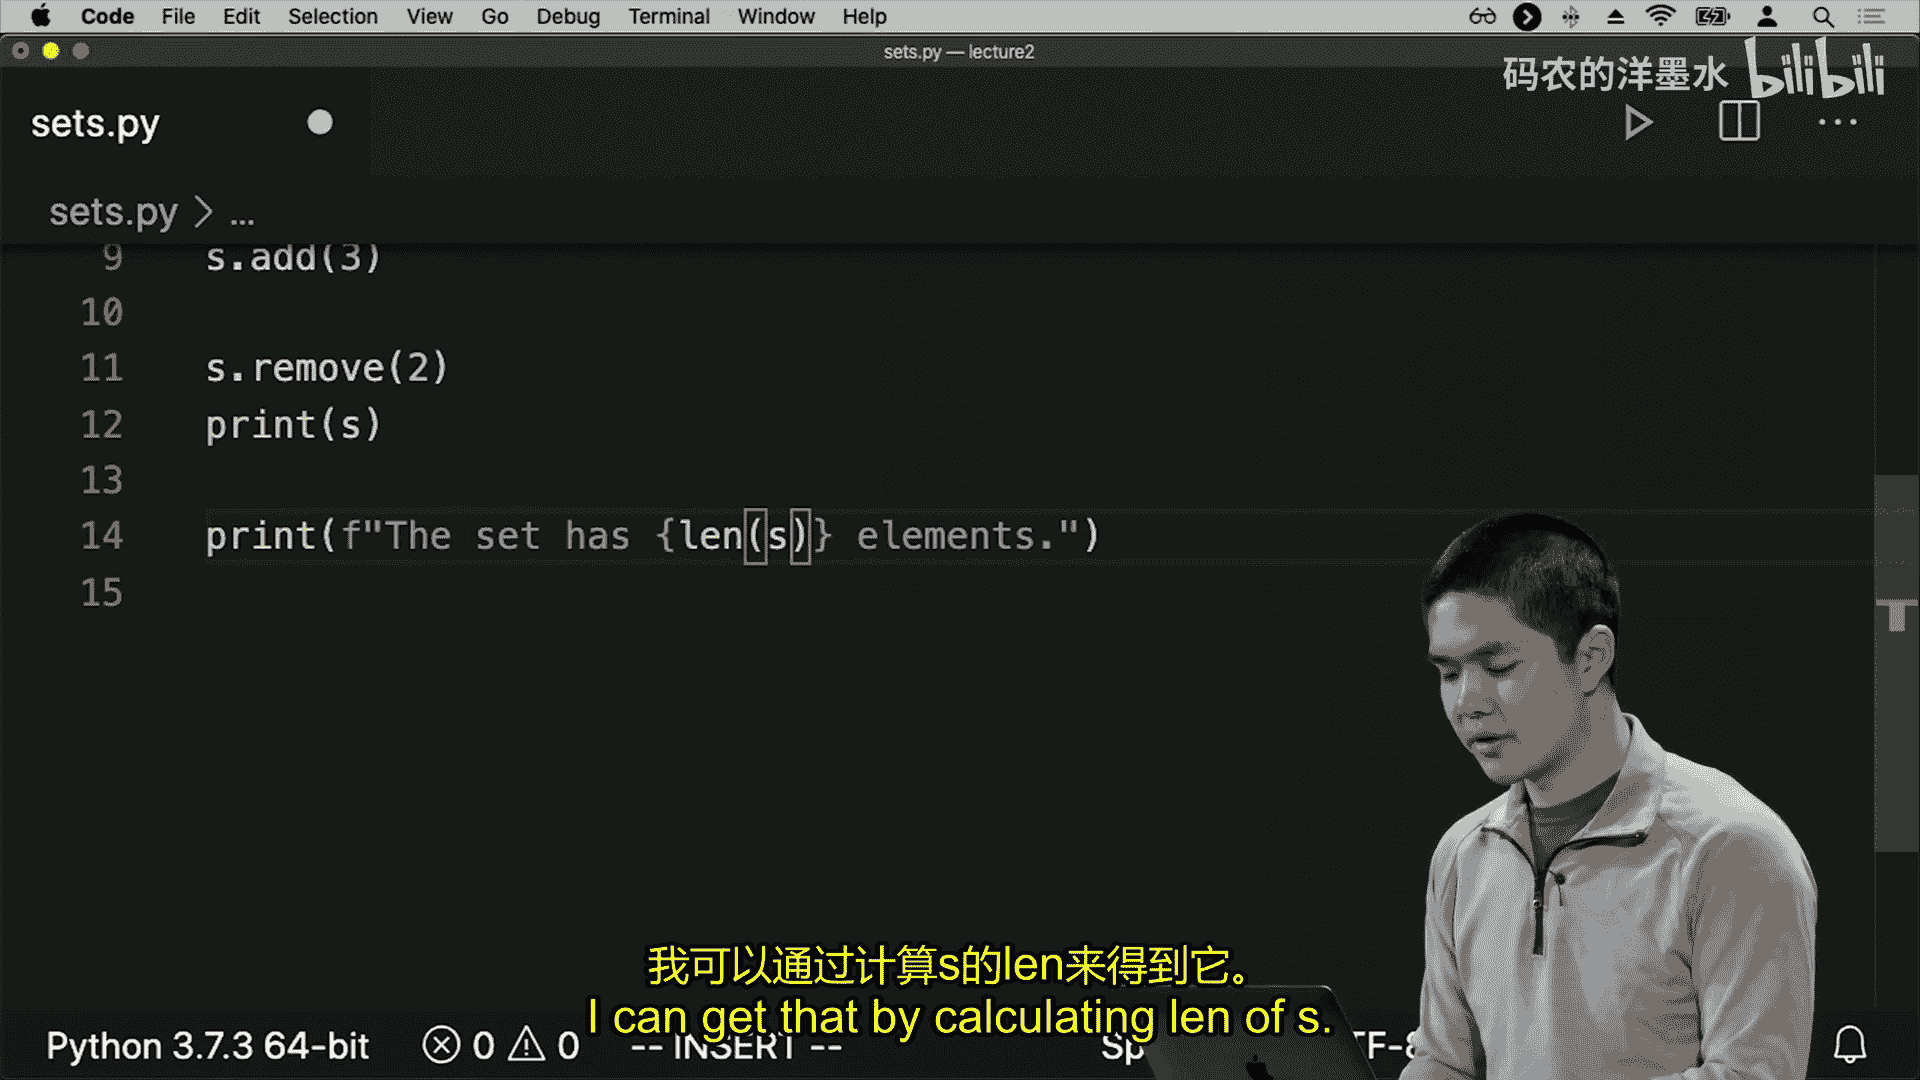 Code File Edit Selection View Go Debug Terminal Window Help
sets.py — lecture2
码农的洋墨水 bilibili
sets.py
sets.py > ...
9 s.add(3)
10
11 s.remove(2)
12 print(s)
13
14 print(f"The set has {len(s)} elements.")
15
我可以通过计算s的len来得到它。
I can get that by calculating len of s.
Python 3.7.3 64-bit 0 0 -- INSERT --